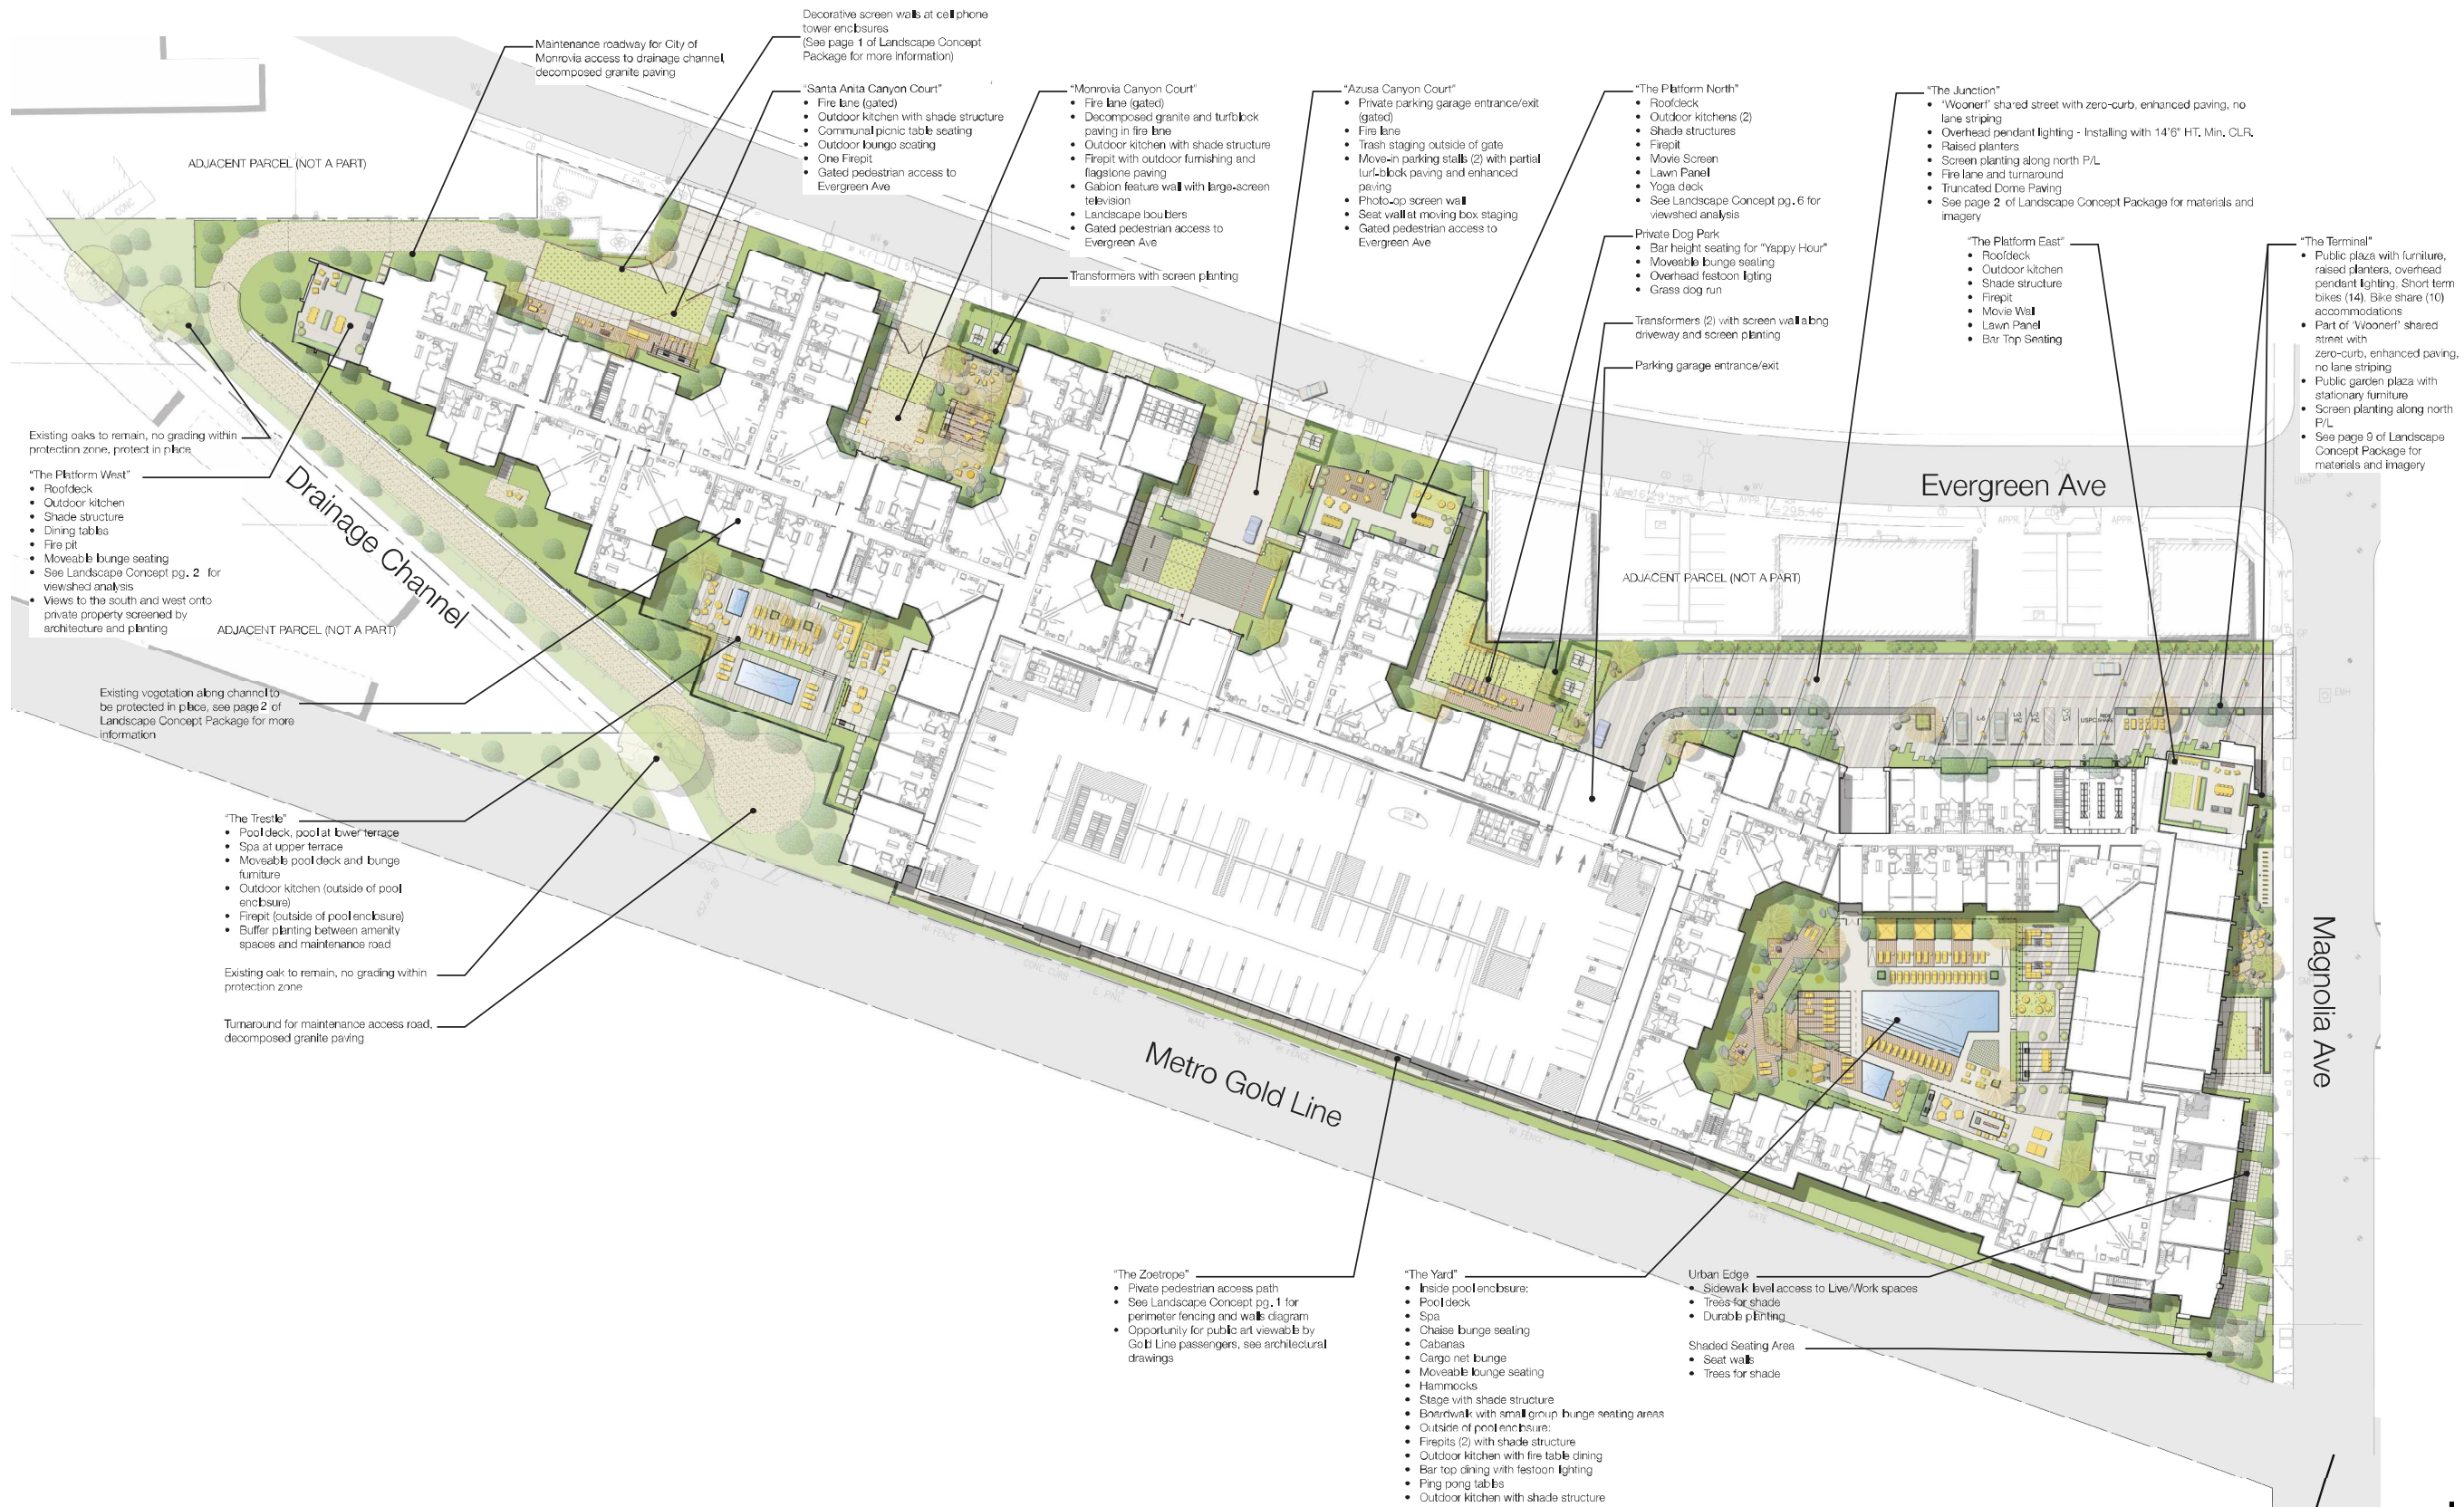 Decorative screen walls at cell phone
tower enclosures
(See page 1 of Landscape Concept
Package for more information)
Maintenance roadway for City of
Monrovia access to drainage channel,
decomposed granite paving
"Santa Anita Canyon Court"
• Fire lane (gated)
• Outdoor kitchen with shade structure
• Communal picnic table seating
• Outdoor lounge seating
• One Firepit
• Gated pedestrian access to
Evergreen Ave
"Monrovia Canyon Court"
• Fire lane (gated)
• Decomposed granite and turfblock
paving in fire lane
• Outdoor kitchen with shade structure
• Firepit with outdoor furnishing and
flagstone paving
• Gabion feature wall with large-screen
television
• Landscape boulders
• Gated pedestrian access to
Evergreen Ave
Transformers with screen planting
"Azusa Canyon Court"
• Private parking garage entrance/exit
(gated)
• Fire lane
• Trash staging outside of gate
• Move-in parking stalls (2) with partial
turf-block paving and enhanced
paving
• Photo-op screen wall
• Seat wall at moving box staging
• Gated pedestrian access to
Evergreen Ave
"The Platform North"
• Roofdeck
• Outdoor kitchens (2)
• Shade structures
• Firepit
• Movie Screen
• Lawn Panel
• Yoga deck
• See Landscape Concept pg. 6 for
viewshed analysis
Private Dog Park
• Bar height seating for "Yappy Hour"
• Moveable lounge seating
• Overhead festoon ligting
• Grass dog run
Transformers (2) with screen wall along
driveway and screen planting
Parking garage entrance/exit
"The Junction"
• 'Woonerf' shared street with zero-curb, enhanced paving, no
lane striping
• Overhead pendant lighting - Installing with 14'6" HT. Min. CLR.
• Raised planters
• Screen planting along north P/L
• Fire lane and turnaround
• Truncated Dome Paving
• See page 2 of Landscape Concept Package for materials and
imagery
"The Platform East"
• Roofdeck
• Outdoor kitchen
• Shade structure
• Firepit
• Movie Wall
• Lawn Panel
• Bar Top Seating
"The Terminal"
• Public plaza with furniture,
raised planters, overhead
pendant lighting, Short term
bikes (14), Bike share (10)
accommodations
• Part of 'Woonerf' shared
street with
zero-curb, enhanced paving,
no lane striping
• Public garden plaza with
stationary furniture
• Screen planting along north
P/L
• See page 9 of Landscape
Concept Package for
materials and imagery
ADJACENT PARCEL (NOT A PART)
Existing oaks to remain, no grading within
protection zone, protect in place
"The Platform West"
• Roofdeck
• Outdoor kitchen
• Shade structure
• Dining tables
• Fire pit
• Moveable lounge seating
• See Landscape Concept pg. 2 for
viewshed analysis
• Views to the south and west onto
private property screened by
architecture and planting
ADJACENT PARCEL (NOT A PART)
Drainage Channel
Evergreen Ave
ADJACENT PARCEL (NOT A PART)
Existing vegetation along channel to
be protected in place, see page 2 of
Landscape Concept Package for more
information
"The Trestle"
• Pool deck, pool at lower terrace
• Spa at upper terrace
• Moveable pool deck and lounge
furniture
• Outdoor kitchen (outside of pool
enclosure)
• Firepit (outside of pool enclosure)
• Buffer planting between amenity
spaces and maintenance road
Existing oak to remain, no grading within
protection zone
Turnaround for maintenance access road,
decomposed granite paving
Metro Gold Line
Magnolia Ave
"The Zoetrope"
• Pivate pedestrian access path
• See Landscape Concept pg. 1 for
perimeter fencing and walls diagram
• Opportunity for public art viewable by
Gold Line passengers, see architectural
drawings
"The Yard"
• Inside pool enclosure:
• Pool deck
• Spa
• Chaise lounge seating
• Cabanas
• Cargo net lounge
• Moveable lounge seating
• Hammocks
• Stage with shade structure
• Boardwalk with small group lounge seating areas
• Outside of pool enclosure:
• Firepits (2) with shade structure
• Outdoor kitchen with fire table dining
• Bar top dining with festoon lighting
• Ping pong tables
• Outdoor kitchen with shade structure
Urban Edge
• Sidewalk level access to Live/Work spaces
• Trees for shade
• Durable planting
Shaded Seating Area
• Seat walls
• Trees for shade